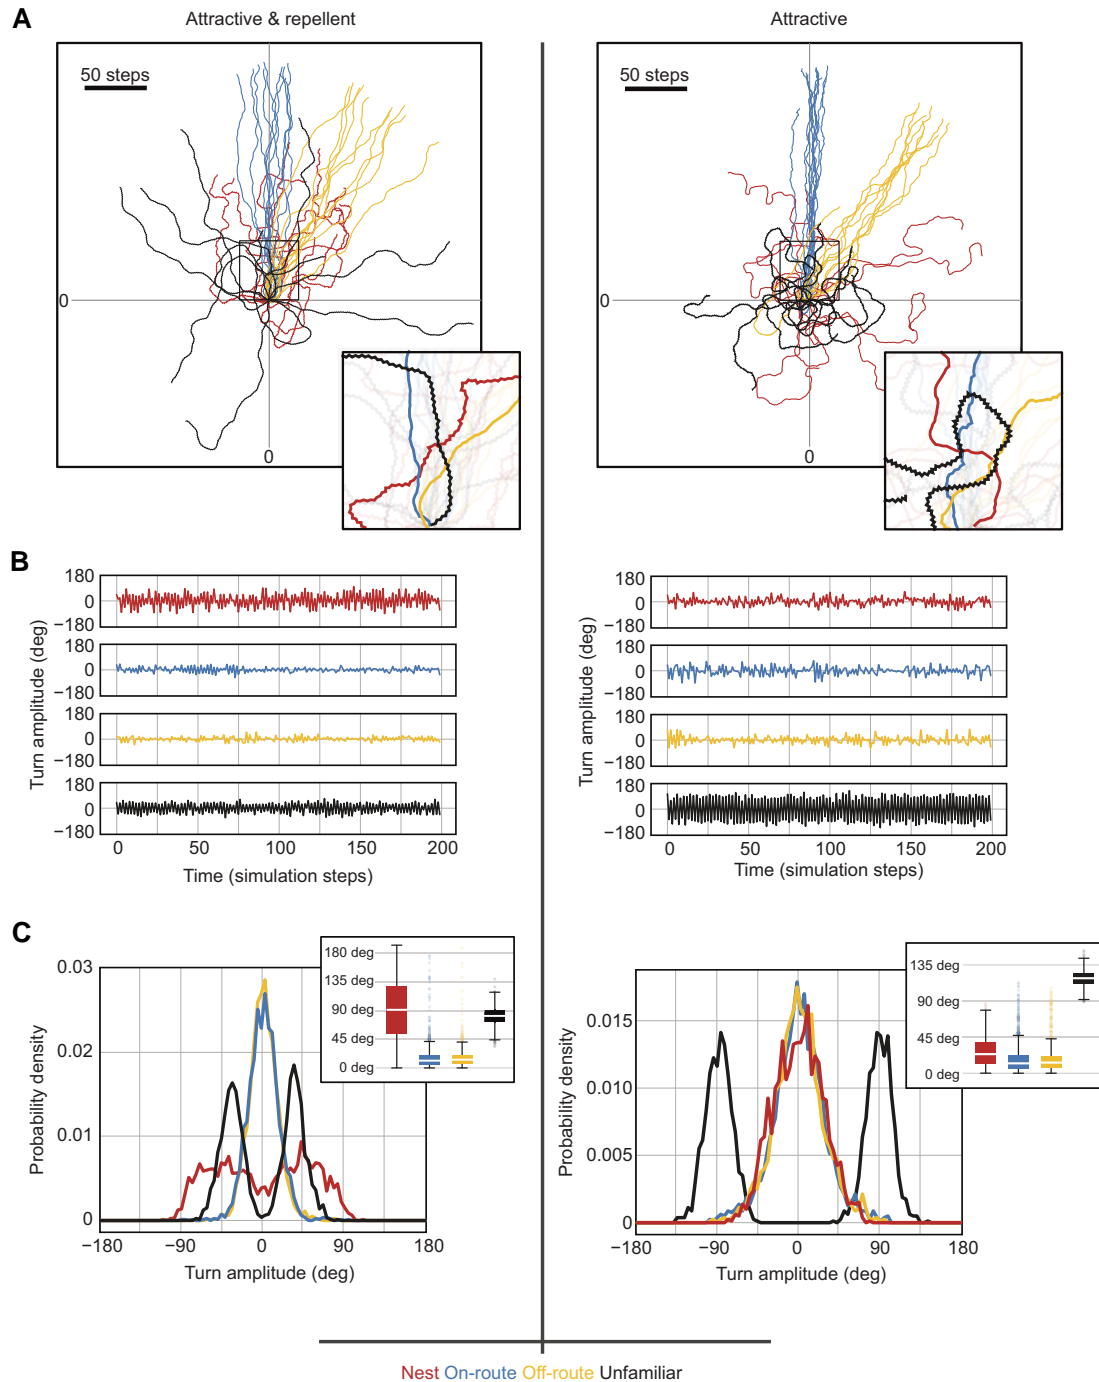 A
Attractive & repellent
Attractive
50 steps
50 steps
0
0
0
0
B
Turn amplitude (deg)
180
0
−180
180
0
−180
180
0
−180
180
0
−180
0 50 100 150 200
Time (simulation steps)
Turn amplitude (deg)
180
0
−180
180
0
−180
180
0
−180
180
0
−180
0 50 100 150 200
Time (simulation steps)
C
Probability density
0.03
0.02
0.01
0
−180 −90 0 90 180
Turn amplitude (deg)
180 deg
135 deg
90 deg
45 deg
0 deg
Probability density
0.015
0.010
0.005
0
−180 −90 0 90 180
Turn amplitude (deg)
135 deg
90 deg
45 deg
0 deg
Nest On-route Off-route Unfamiliar